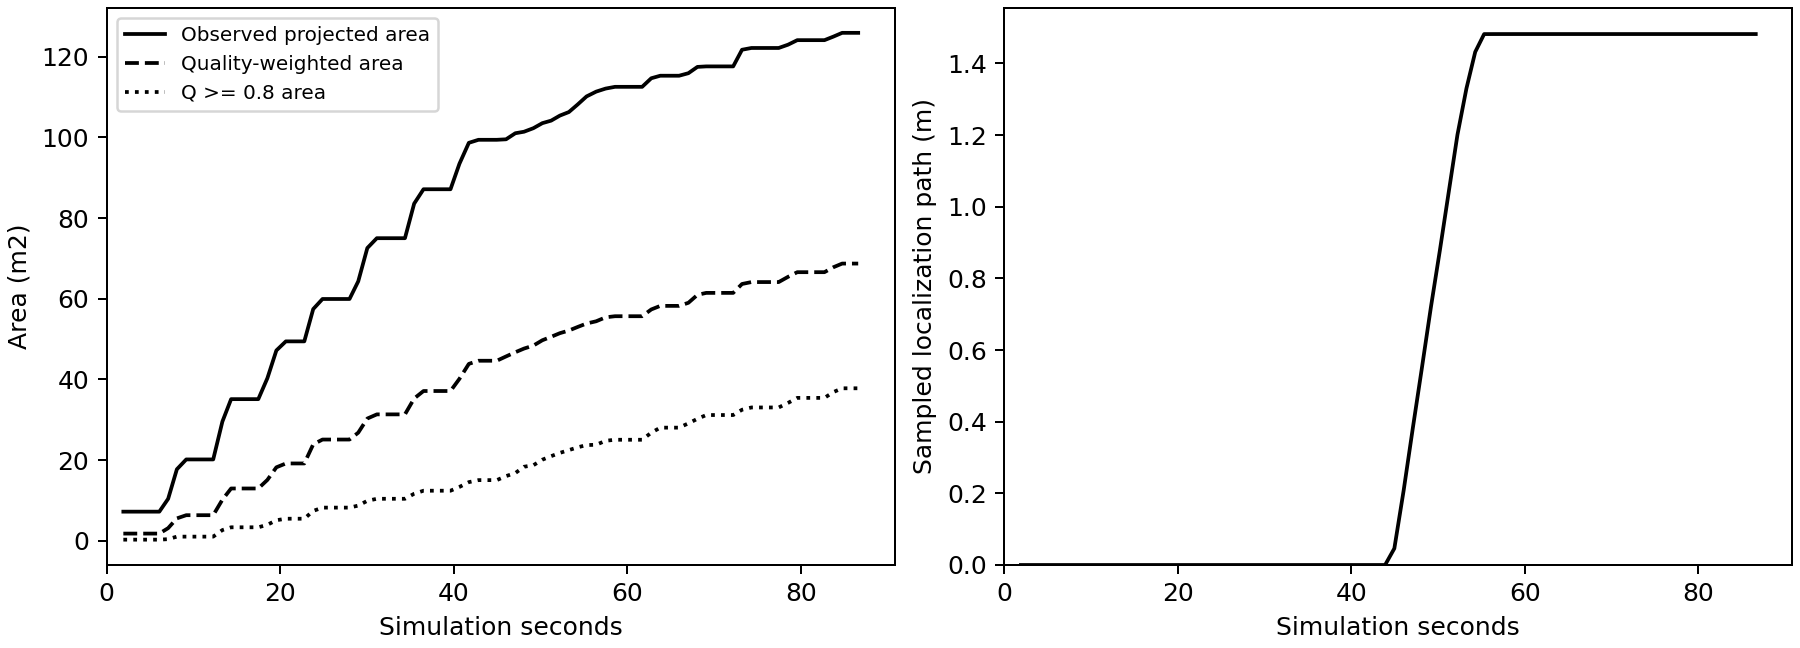 Observed projected area
Quality-weighted area
Q >= 0.8 area
Area (m2)
120
100
80
60
40
20
0
0 20 40 60 80
Simulation seconds
Sampled localization path (m)
1.4
1.2
1.0
0.8
0.6
0.4
0.2
0.0
0 20 40 60 80
Simulation seconds